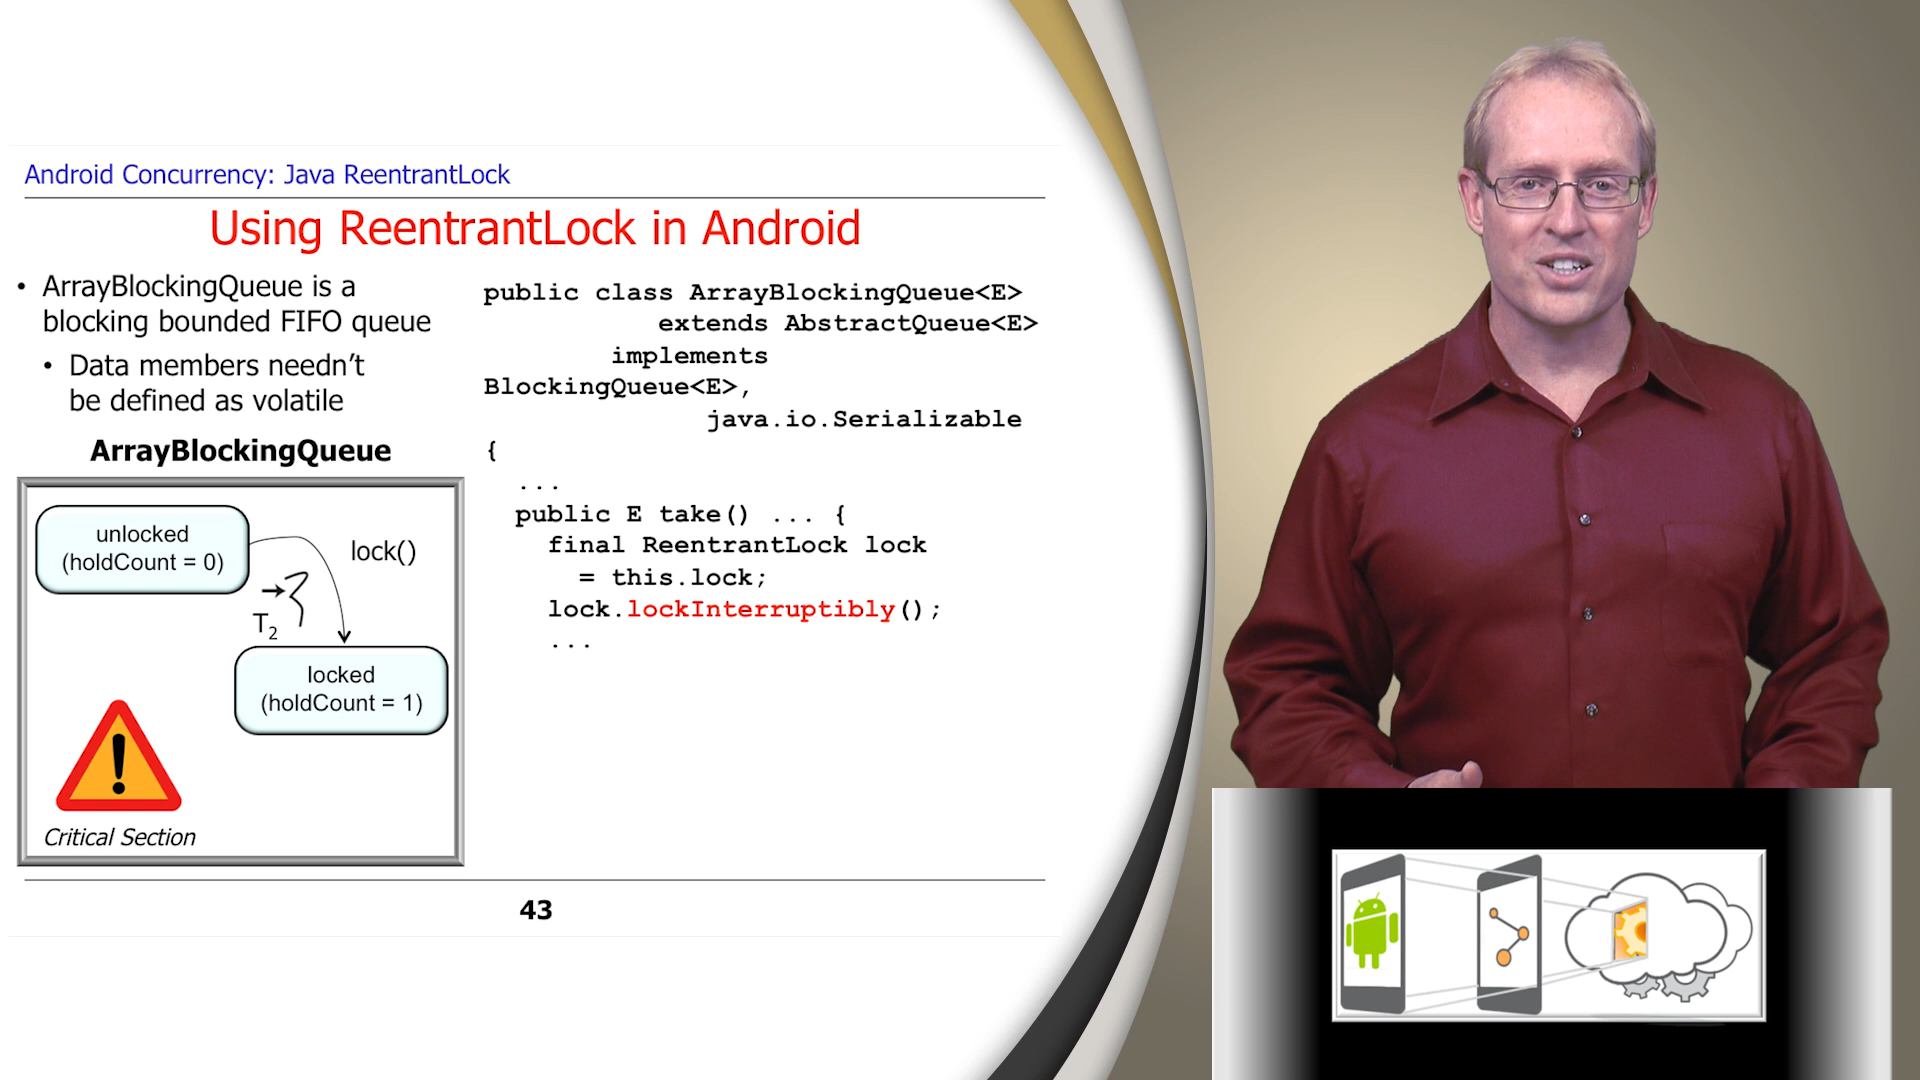 Android Concurrency: Java ReentrantLock
Using ReentrantLock in Android
• ArrayBlockingQueue is a
blocking bounded FIFO queue
• Data members needn’t
be defined as volatile
ArrayBlockingQueue
unlocked
(holdCount = 0)
lock()
T2
locked
(holdCount = 1)
Critical Section
public class ArrayBlockingQueue<E>
extends AbstractQueue<E>
implements
BlockingQueue<E>,
java.io.Serializable
{
...
public E take() ... {
final ReentrantLock lock
= this.lock;
lock.lockInterruptibly();
...
43